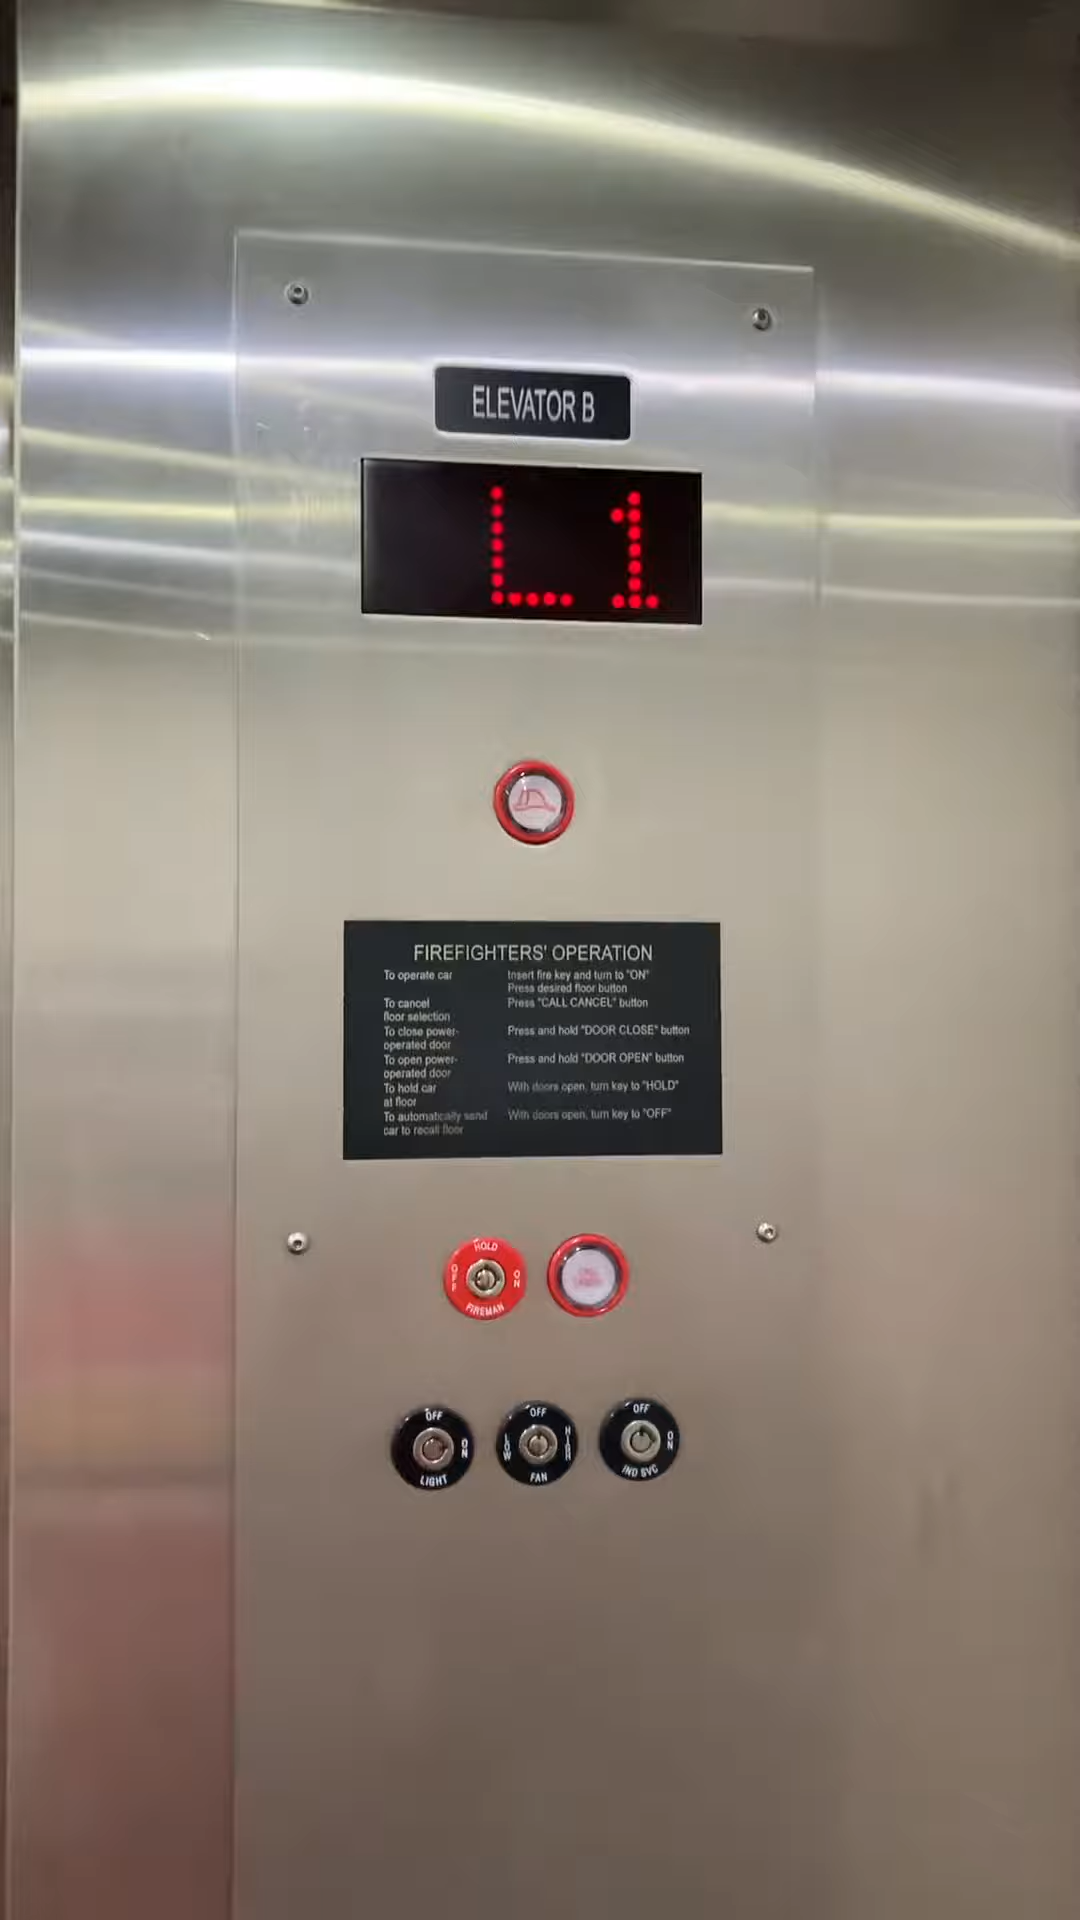 ELEVATOR B
L1
FIREFIGHTERS' OPERATION
To operate car Insert fire key and turn to "ON"
Press desired floor button
To cancel Press "CALL CANCEL" button
floor selection
To close power- Press and hold "DOOR CLOSE" button
operated door
To open power- Press and hold "DOOR OPEN" button
operated door
To hold car With doors open, turn key to "HOLD"
at floor
To automatically send With doors open, turn key to "OFF"
car to recall floor
HOLD
OFF ON
FIREMAN
OFF
ON
LIGHT
OFF
LOW HIGH
FAN
OFF
ON
IND SVC